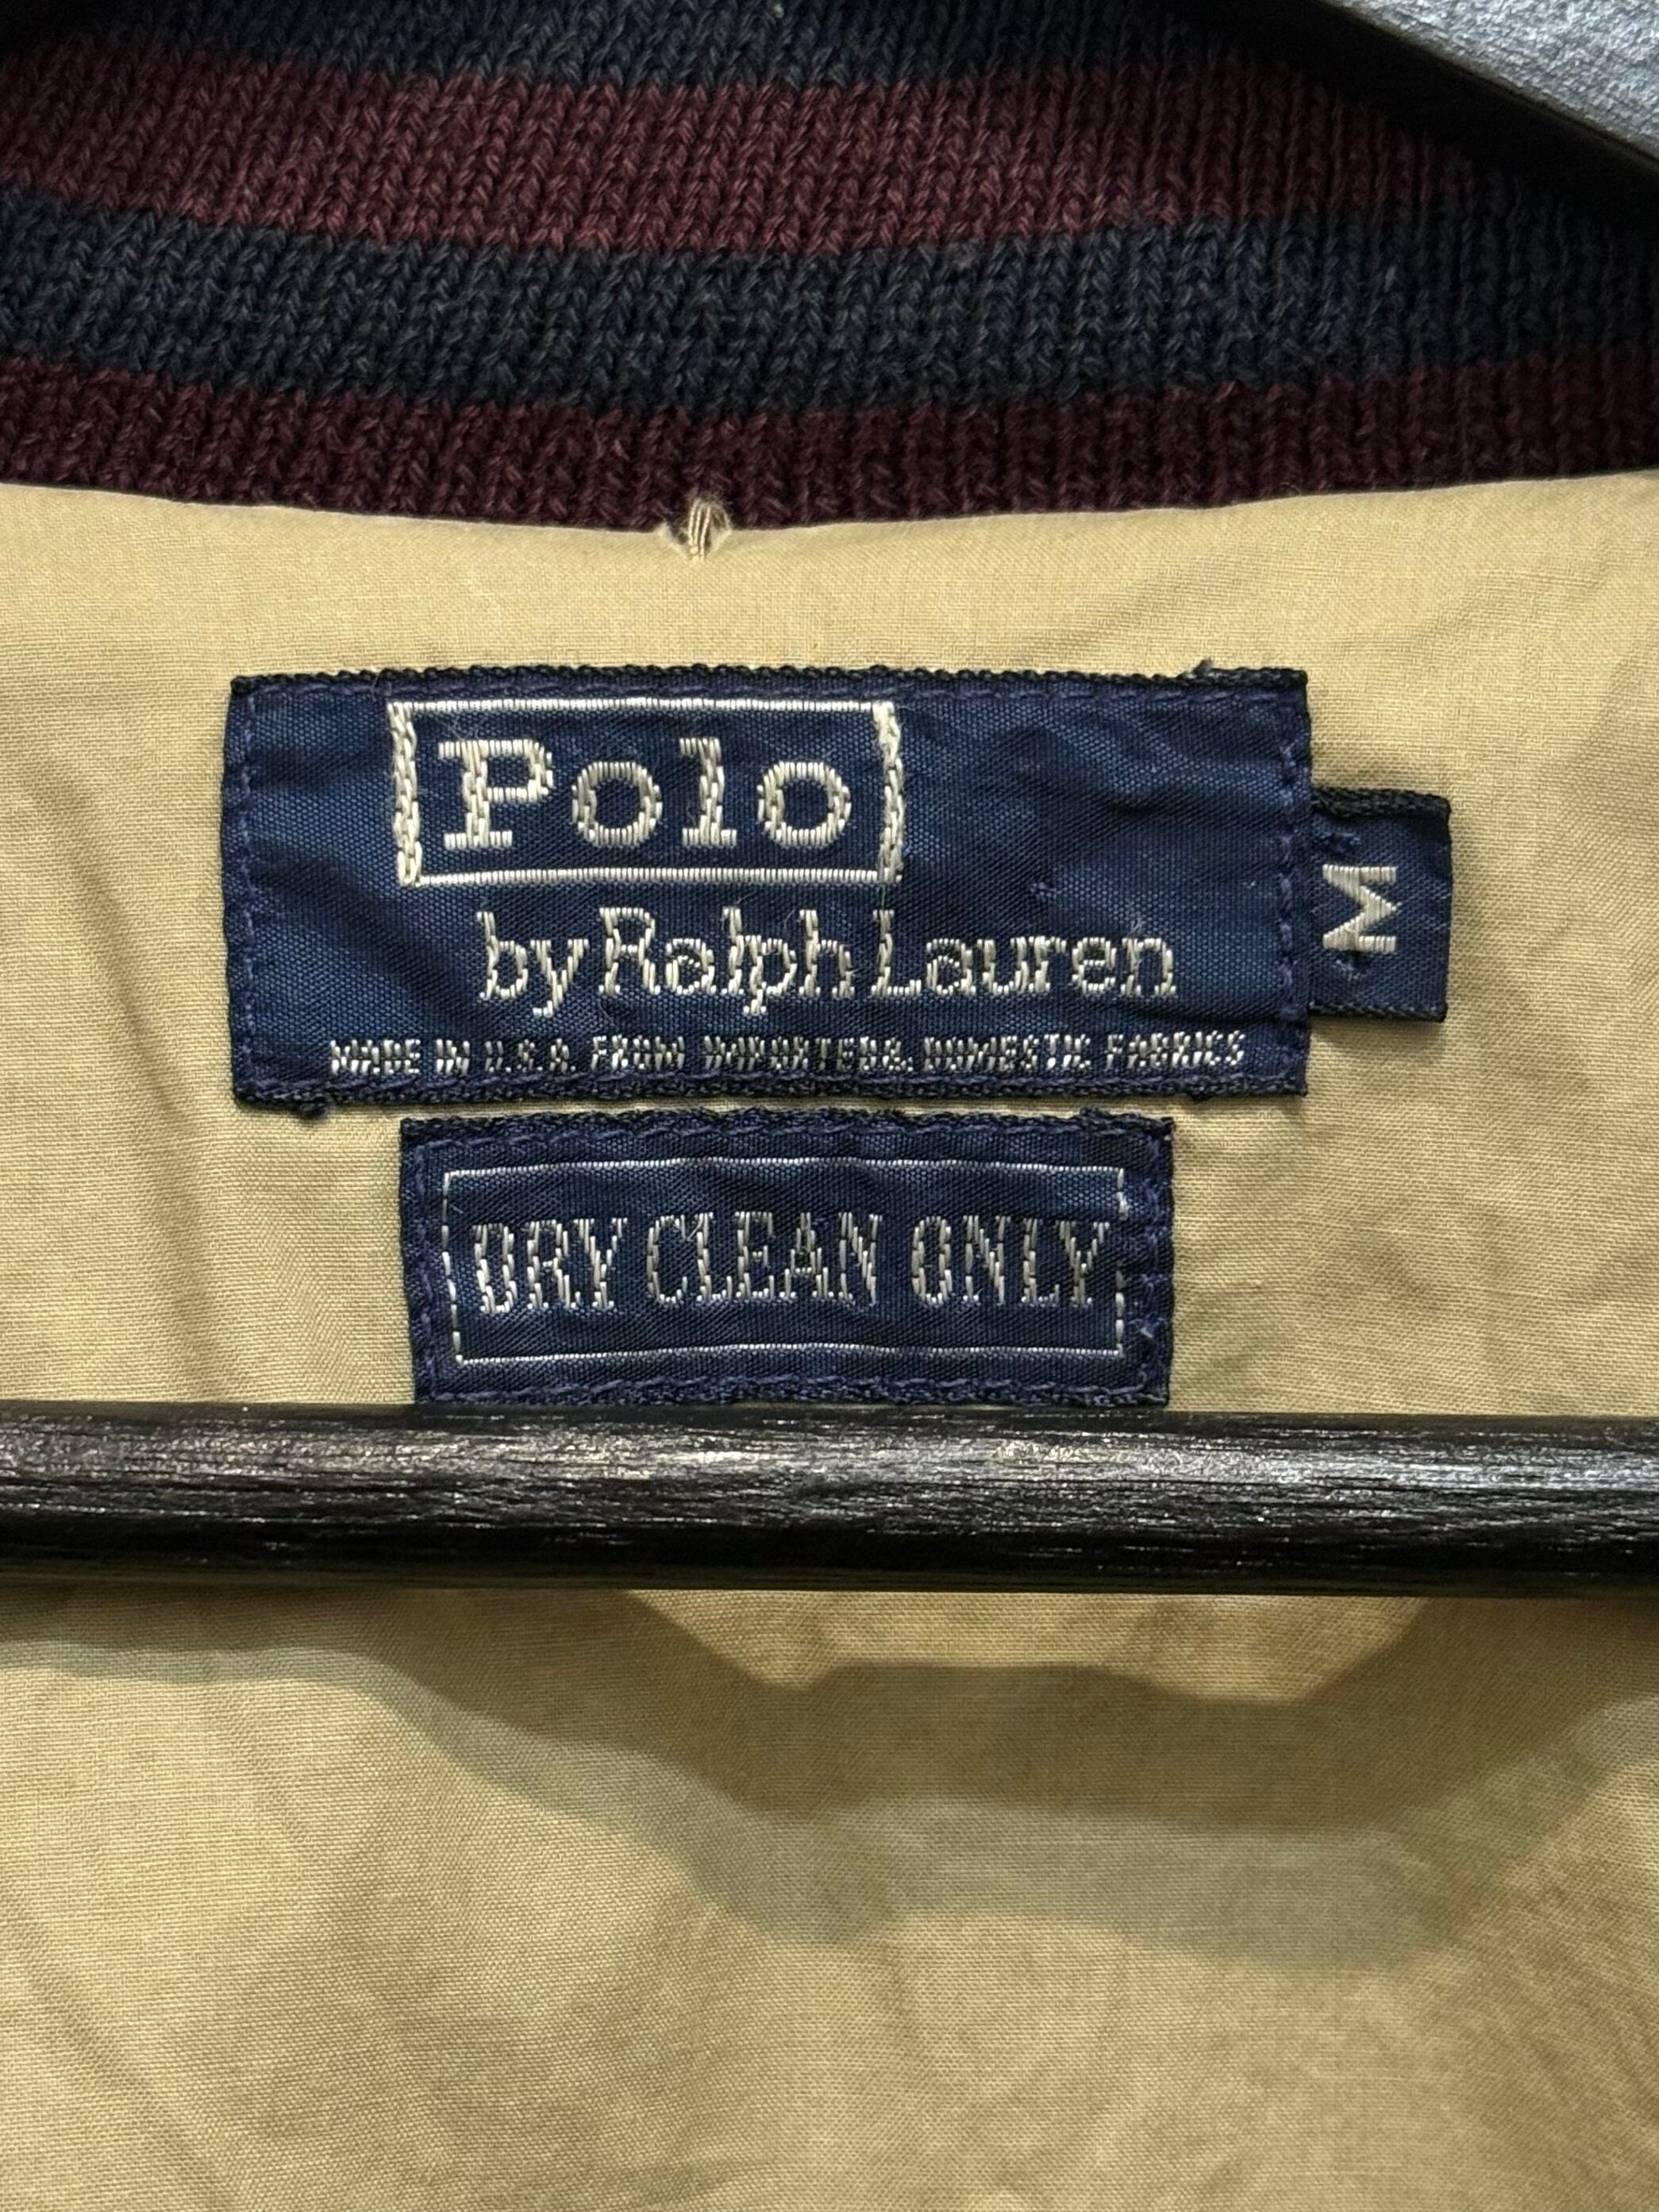 Polo
by Ralph Lauren
M
MADE IN U.S.A. FROM IMPORTED & DOMESTIC FABRICS
DRY CLEAN ONLY